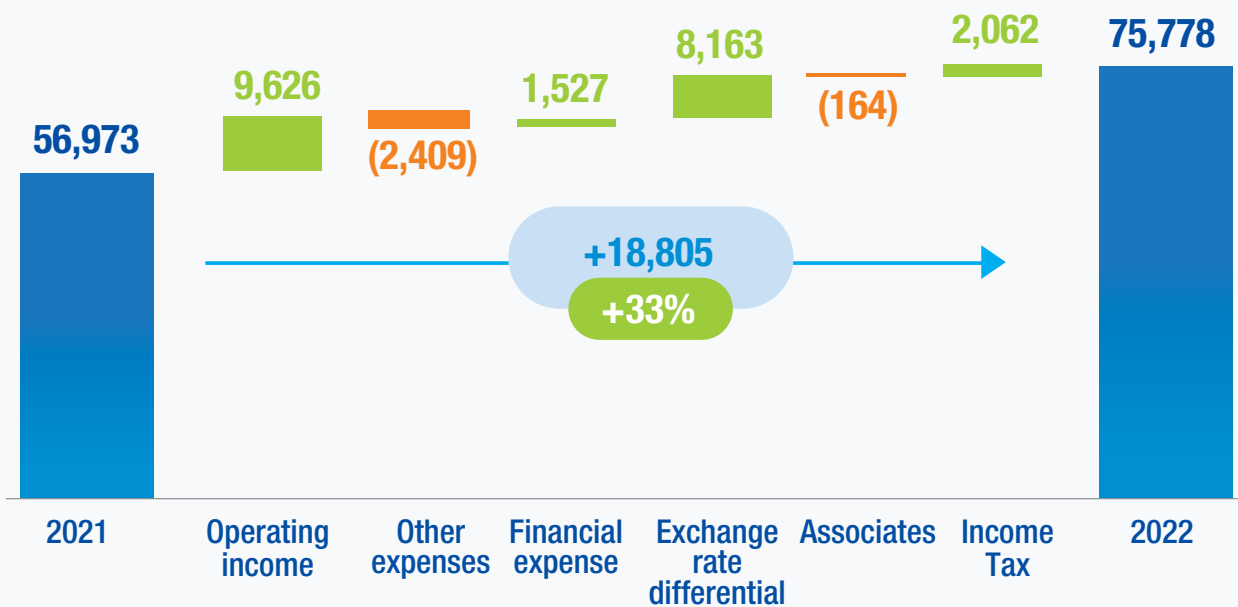 56,973
9,626
(2,409)
1,527
8,163
(164)
2,062
75,778
+18,805
+33%
2021
Operating
income
Other
expenses
Financial
expense
Exchange
rate
differential
Associates
Income
Tax
2022